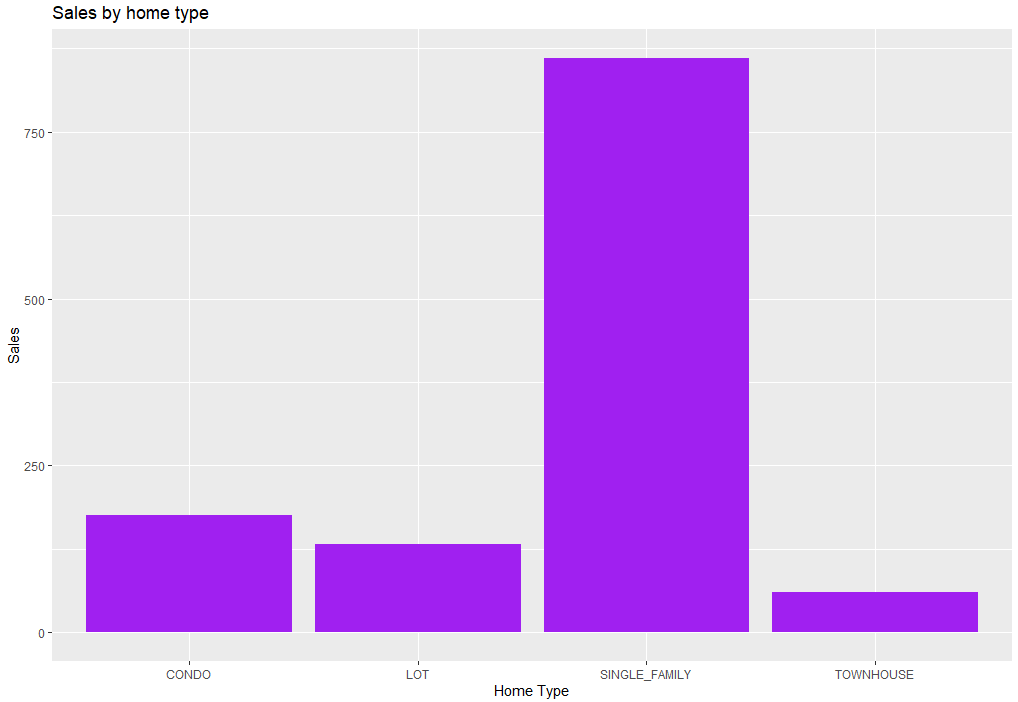 Sales by home type
Sales
750
500
250
0
CONDO LOT SINGLE_FAMILY TOWNHOUSE
Home Type